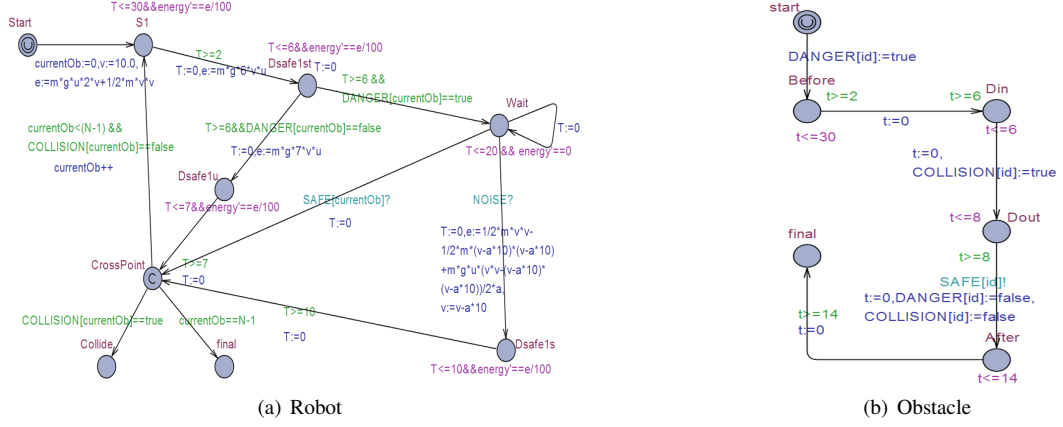 T<=30&&energy'==e/100
Start
S1
currentOb:=0,v:=10.0,
e:=m*g*u*2*v+1/2*m*v*v
T>=2
T:=0,e:=m*g*6*v*u
T<=6&&energy'==e/100
Dsafe1st
T:=0
T>=6 &&
DANGER[currentOb]==true
Wait
T:=0
T<=20 && energy'==0
currentOb<(N-1) &&
COLLISION[currentOb]==false
currentOb++
T>=6&&DANGER[currentOb]==false
T:=0,e:=m*g*7*v*u
Dsafe1u
T<=7&&energy'==e/100
SAFE[currentOb]?
T:=0
NOISE?
T:=0,e:=1/2*m*v*v-
1/2*m*(v-a*10)*(v-a*10)
+m*g*u*(v*v-(v-a*10)*
(v-a*10))/2*a,
v:=v-a*10
CrossPoint
C
T>=7
T:=0
COLLISION[currentOb]==true
currentOb==N-1
T>=10
T:=0
Collide
final
Dsafe1s
T<=10&&energy'==e/100
(a) Robot
start
DANGER[id]:=true
Before
t>=2
t<=30
t:=0
t>=6
Din
t<=6
t:=0,
COLLISION[id]:=true
t<=8
Dout
t>=8
SAFE[id]!
t:=0,DANGER[id]:=false,
COLLISION[id]:=false
final
t>=14
t:=0
After
t<=14
(b) Obstacle